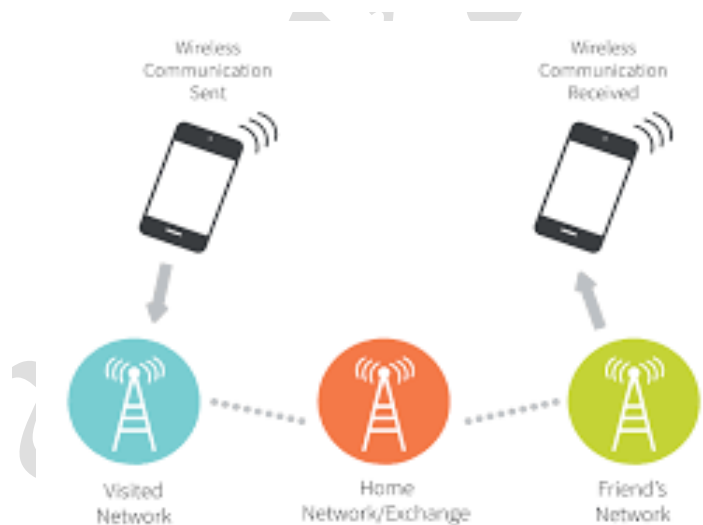 Wireless
Communication
Sent
Wireless
Communication
Received
Visited
Network
Home
Network/Exchange
Friend's
Network